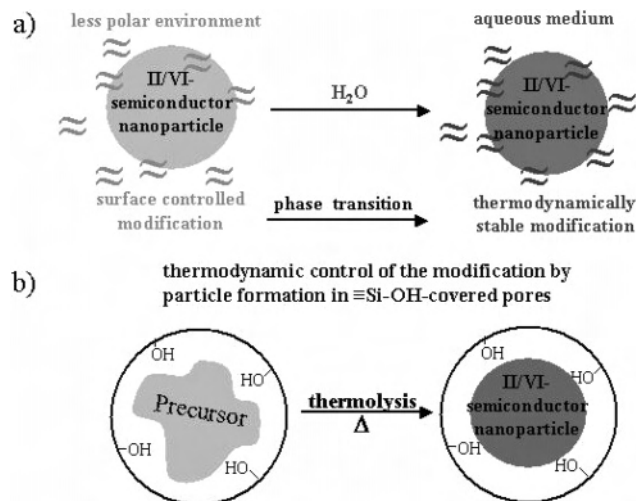 a)
less polar environment
II/VI-
semiconductor
nanoparticle
surface controlled
modification
H₂O
phase transition
aqueous medium
II/VI-
semiconductor
nanoparticle
thermodynamically
stable modification
b)
thermodynamic control of the modification by
particle formation in ≡Si-OH-covered pores
OH
HO
Precursor
OH
HO
thermolysis
Δ
OH
HO
II/VI-
semiconductor
nanoparticle
OH
HO